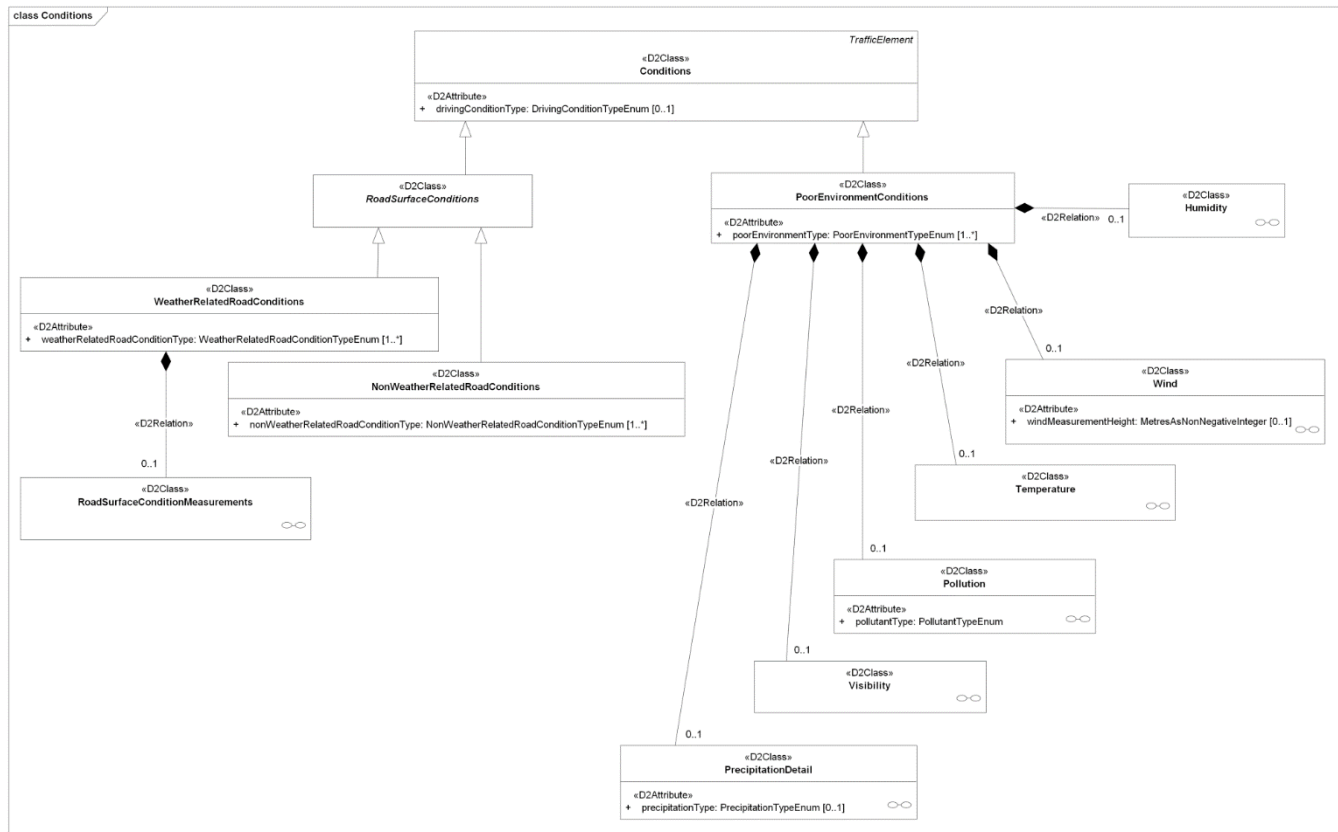 class Conditions
TrafficElement
«D2Class»
Conditions
«D2Attribute»
+ drivingConditionType: DrivingConditionTypeEnum [0..1]
«D2Class»
RoadSurfaceConditions
«D2Class»
PoorEnvironmentConditions
«D2Attribute»
+ poorEnvironmentType: PoorEnvironmentTypeEnum [1..*]
«D2Relation»
0..1
«D2Class»
Humidity
«D2Class»
WeatherRelatedRoadConditions
«D2Attribute»
+ weatherRelatedRoadConditionType: WeatherRelatedRoadConditionTypeEnum [1..*]
«D2Class»
NonWeatherRelatedRoadConditions
«D2Attribute»
+ nonWeatherRelatedRoadConditionType: NonWeatherRelatedRoadConditionTypeEnum [1..*]
«D2Relation»
0..1
«D2Class»
RoadSurfaceConditionMeasurements
«D2Relation»
0..1
«D2Class»
Wind
«D2Attribute»
+ windMeasurementHeight: MetresAsNonNegativeInteger [0..1]
«D2Relation»
0..1
«D2Class»
Temperature
«D2Relation»
0..1
«D2Class»
Pollution
«D2Attribute»
+ pollutantType: PollutantTypeEnum
«D2Relation»
0..1
«D2Class»
Visibility
«D2Relation»
0..1
«D2Class»
PrecipitationDetail
«D2Attribute»
+ precipitationType: PrecipitationTypeEnum [0..1]